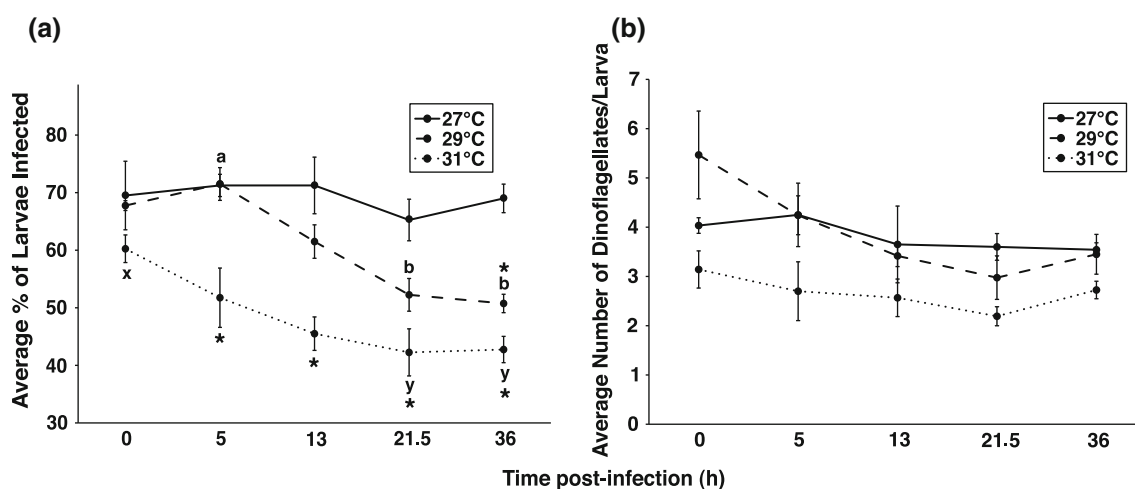 (a)
Average % of Larvae Infected
80
70
60
50
40
30
27°C
29°C
31°C
a
b
*
b
x
*
*
y
*
y
*
0 5 13 21.5 36
(b)
Average Number of Dinoflagellates/Larva
7
6
5
4
3
2
1
0
27°C
29°C
31°C
0 5 13 21.5 36
Time post-infection (h)